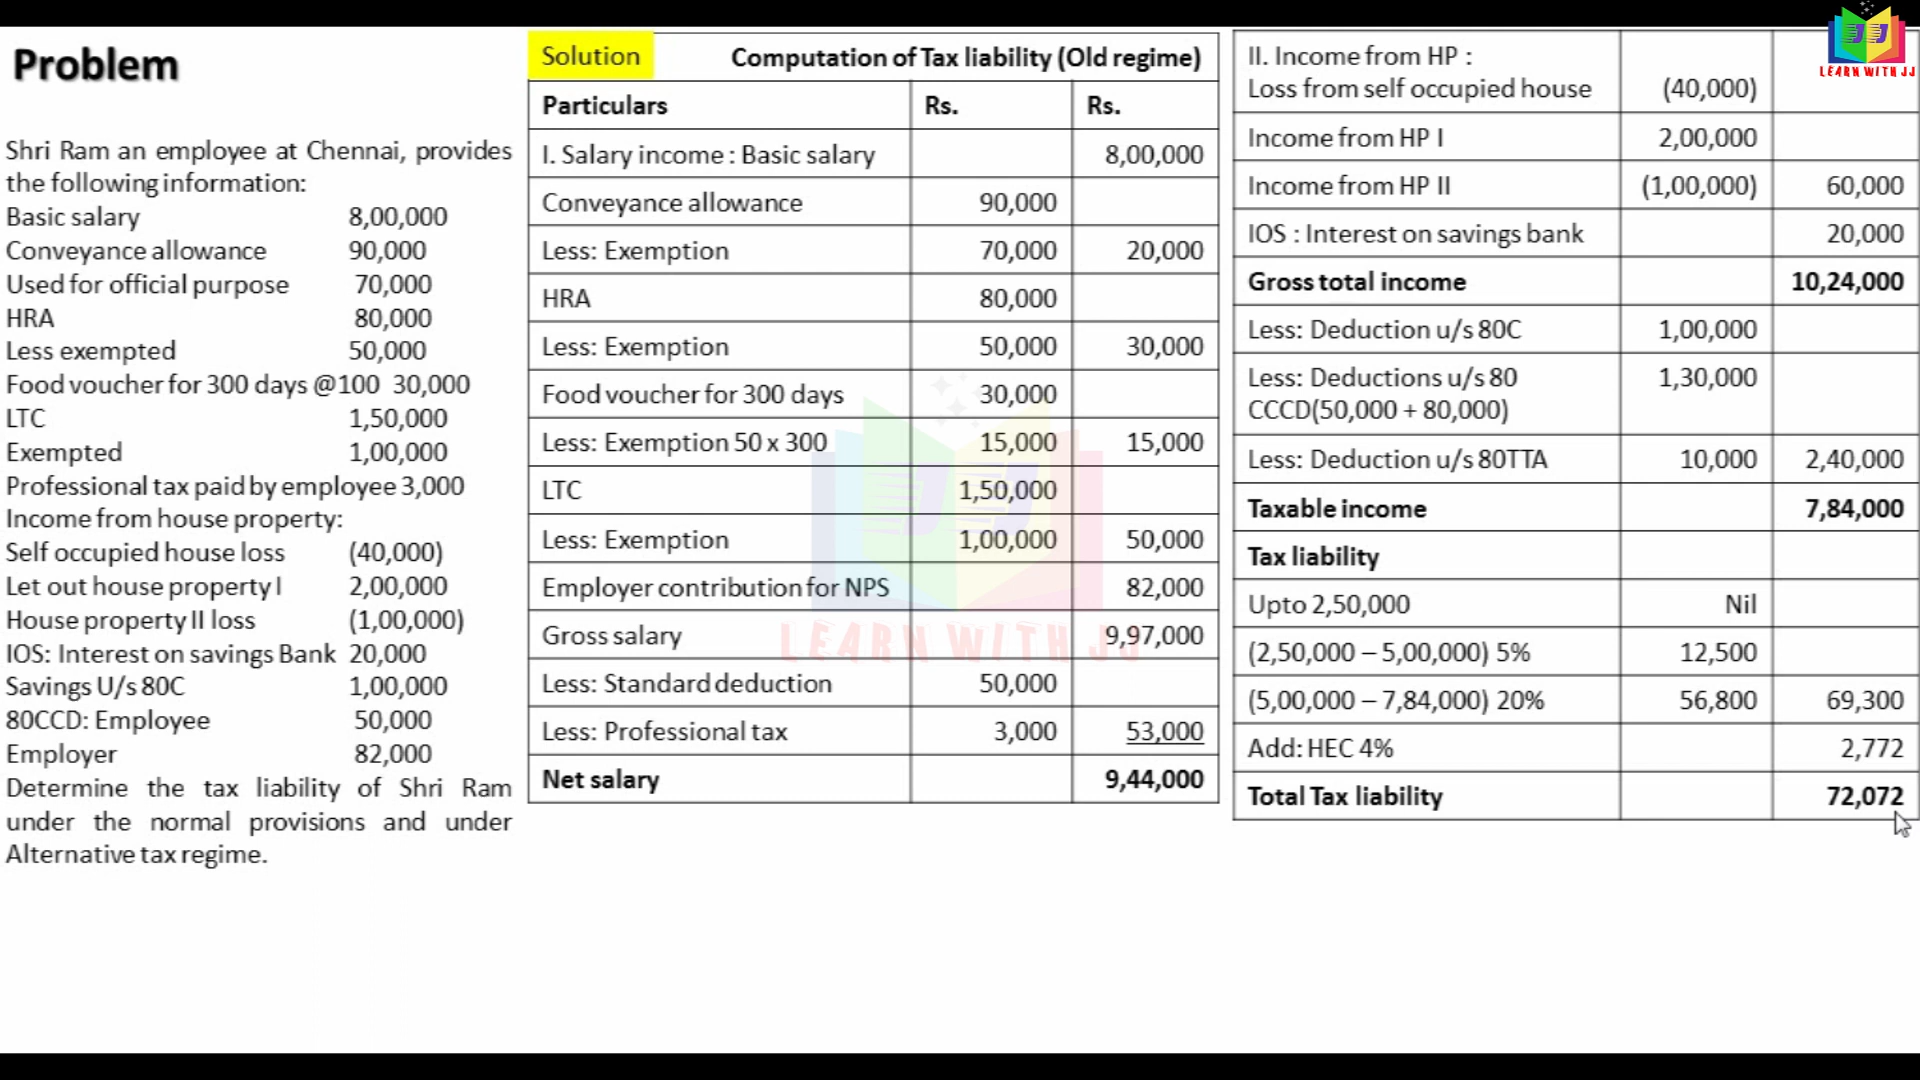 Problem
Shri Ram an employee at Chennai, provides
the following information:
Basic salary 8,00,000
Conveyance allowance 90,000
Used for official purpose 70,000
HRA 80,000
Less exempted 50,000
Food voucher for 300 days @100 30,000
LTC 1,50,000
Exempted 1,00,000
Professional tax paid by employee 3,000
Income from house property:
Self occupied house loss (40,000)
Let out house property I 2,00,000
House property II loss (1,00,000)
IOS: Interest on savings Bank 20,000
Savings U/s 80C 1,00,000
80CCD: Employee 50,000
Employer 82,000
Determine the tax liability of Shri Ram
under the normal provisions and under
Alternative tax regime.
Solution Computation of Tax liability (Old regime)
Particulars Rs. Rs.
I. Salary income : Basic salary 8,00,000
Conveyance allowance 90,000
Less: Exemption 70,000 20,000
HRA 80,000
Less: Exemption 50,000 30,000
Food voucher for 300 days 30,000
Less: Exemption 50 x 300 15,000 15,000
LTC 1,50,000
Less: Exemption 1,00,000 50,000
Employer contribution for NPS 82,000
Gross salary 9,97,000
Less: Standard deduction 50,000
Less: Professional tax 3,000 53,000
Net salary 9,44,000
II. Income from HP :
Loss from self occupied house (40,000)
Income from HP I 2,00,000
Income from HP II (1,00,000) 60,000
IOS : Interest on savings bank 20,000
Gross total income 10,24,000
Less: Deduction u/s 80C 1,00,000
Less: Deductions u/s 80 1,30,000
CCCD(50,000 + 80,000)
Less: Deduction u/s 80TTA 10,000 2,40,000
Taxable income 7,84,000
Tax liability
Upto 2,50,000 Nil
(2,50,000 – 5,00,000) 5% 12,500
(5,00,000 – 7,84,000) 20% 56,800 69,300
Add: HEC 4% 2,772
Total Tax liability 72,072
JJ
LEARN WITH JJ
JJ
LEARN WITH JJ